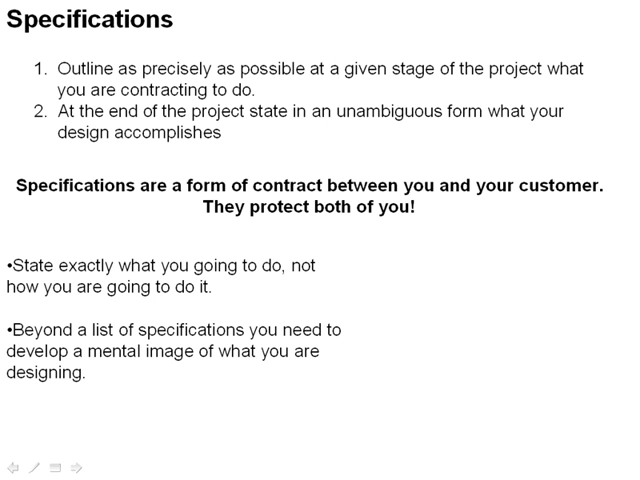 Specifications
1. Outline as precisely as possible at a given stage of the project what
you are contracting to do.
2. At the end of the project state in an unambiguous form what your
design accomplishes
Specifications are a form of contract between you and your customer.
They protect both of you!
•State exactly what you going to do, not
how you are going to do it.
•Beyond a list of specifications you need to
develop a mental image of what you are
designing.